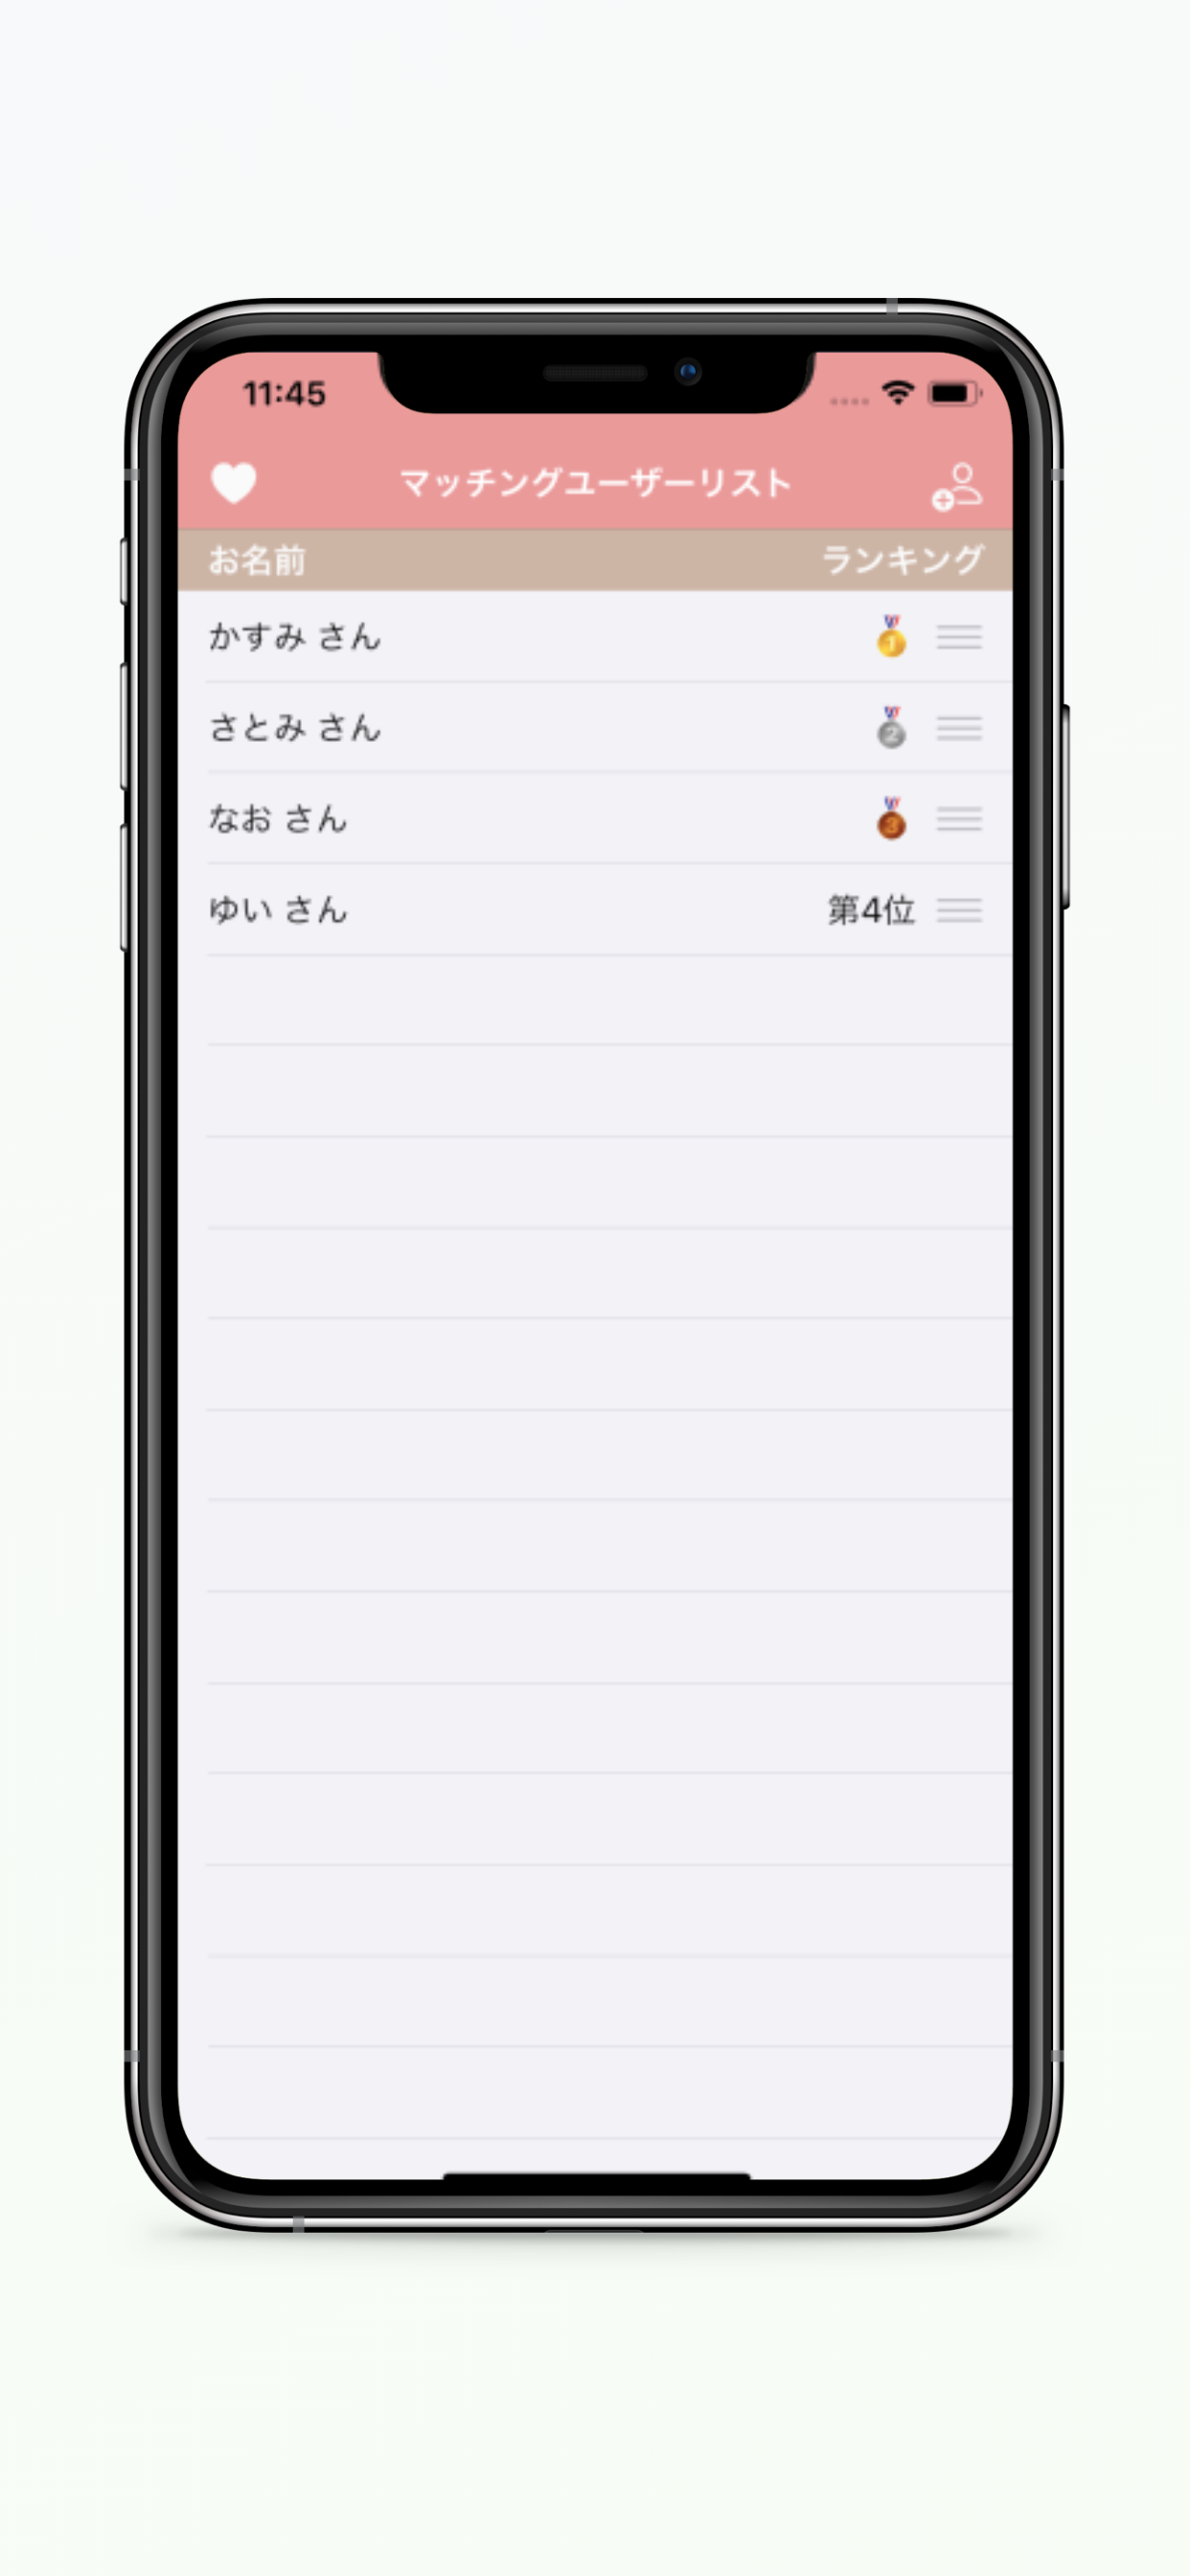 11:45
マッチングユーザーリスト
お名前 ランキング
かすみ さん 1
さとみ さん 2
なお さん 3
ゆい さん 第4位